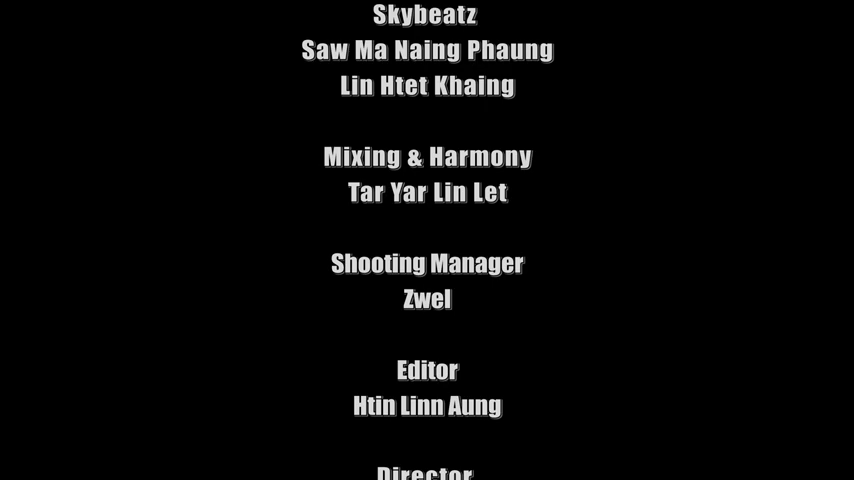 Skybeatz
Saw Ma Naing Phaung
Lin Htet Khaing
Mixing & Harmony
Tar Yar Lin Let
Shooting Manager
Zwel
Editor
Htin Linn Aung
Director